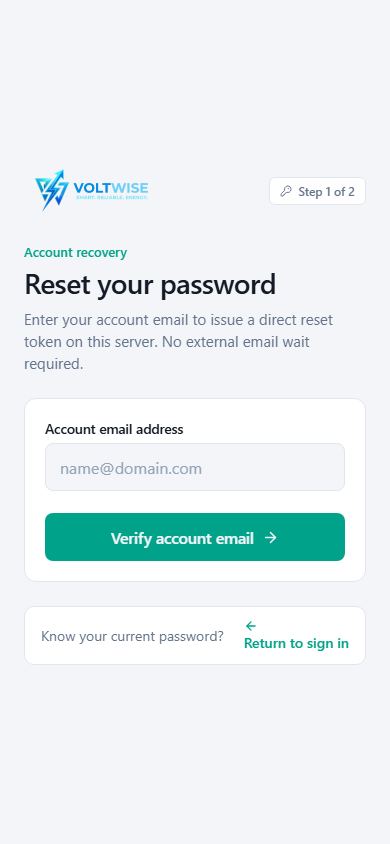 VOLTWISE
SMART. RELIABLE. ENERGY.
Step 1 of 2
Account recovery
Reset your password
Enter your account email to issue a direct reset
token on this server. No external email wait
required.
Account email address
name@domain.com
Verify account email →
Know your current password?
←
Return to sign in